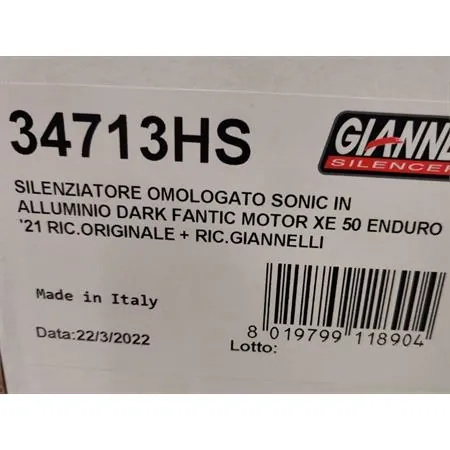 34713HS
GIANNE
SILENCER
SILENZIATORE OMOLOGATO SONIC IN
ALLUMINIO DARK FANTIC MOTOR XE 50 ENDURO
'21 RIC.ORIGINALE + RIC.GIANNELLI
Made in Italy
Data:22/3/2022
Lotto:
8 019799 118904